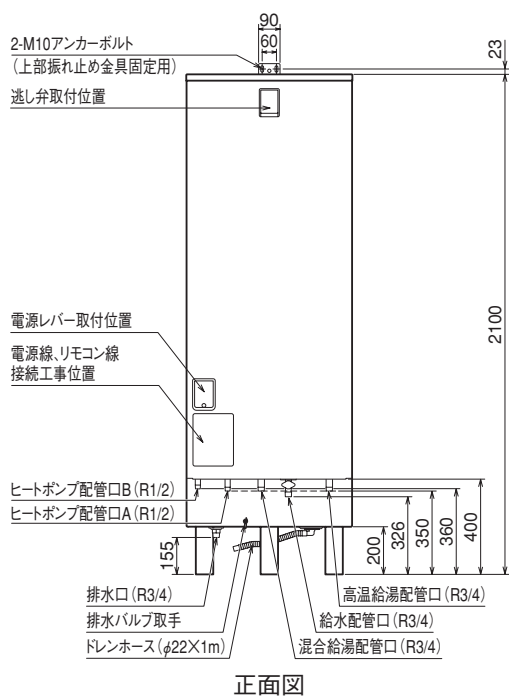 90
60
2-M10アンカーボルト
（上部振れ止め金具固定用）
23
逃し弁取付位置
2100
電源レバー取付位置
電源線、リモコン線
接続工事位置
ヒートポンプ配管口B（R1/2）
ヒートポンプ配管口A（R1/2）
155
200
326
350
360
400
排水口（R3/4）
高温給湯配管口（R3/4）
排水バルブ取手
給水配管口（R3/4）
ドレンホース（φ22×1m）
混合給湯配管口（R3/4）
正面図